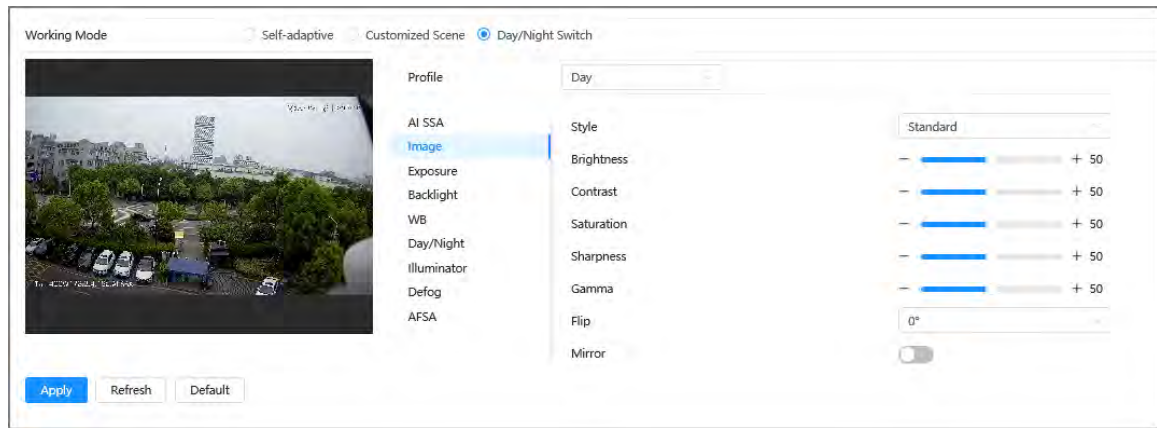 Working Mode Self-adaptive Customized Scene Day/Night Switch
Profile Day
AI SSA
Image
Exposure
Backlight
WB
Day/Night
Illuminator
Defog
AFSA
Style Standard
Brightness - + 50
Contrast - + 50
Saturation - + 50
Sharpness - + 50
Gamma - + 50
Flip 0°
Mirror
Apply Refresh Default